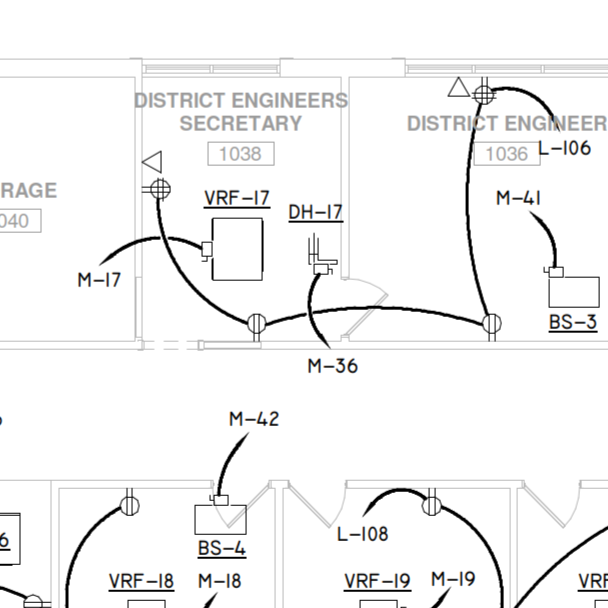 DISTRICT ENGINEERS
SECRETARY
1038
DISTRICT ENGINEER
1036
L-106
RAGE
040
VRF-17
DH-17
M-41
M-17
BS-3
M-36
M-42
L-108
6
BS-4
VRF-18
M-18
VRF-19
M-19
VRF